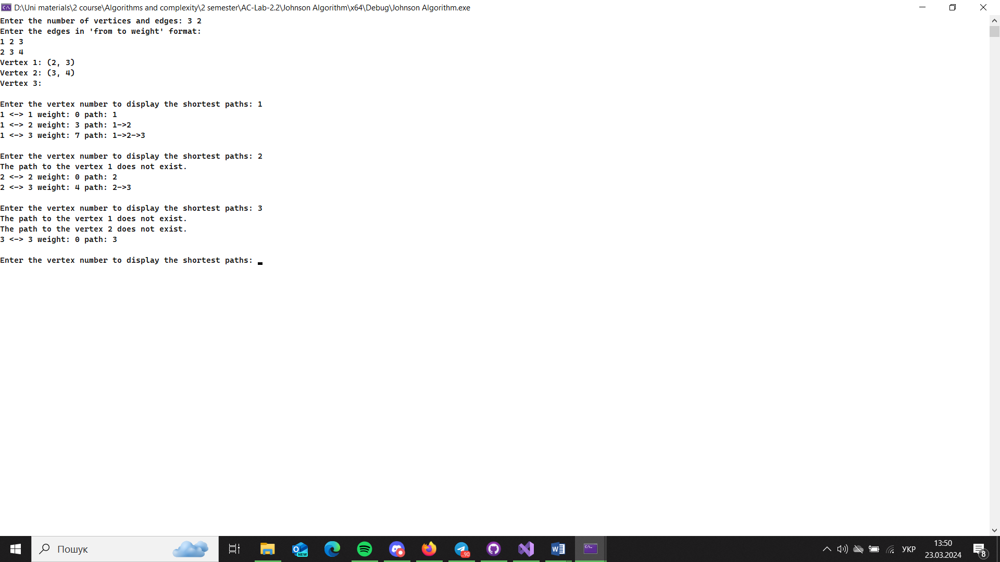 D:\Uni materials\2 course\Algorithms and complexity\2 semester\AC-Lab-2.2\Johnson Algorithm\x64\Debug\Johnson Algorithm.exe
Enter the number of vertices and edges: 3 2
Enter the edges in 'from to weight' format:
1 2 3
2 3 4
Vertex 1: (2, 3)
Vertex 2: (3, 4)
Vertex 3:
Enter the vertex number to display the shortest paths: 1
1 <-> 1 weight: 0 path: 1
1 <-> 2 weight: 3 path: 1->2
1 <-> 3 weight: 7 path: 1->2->3
Enter the vertex number to display the shortest paths: 2
The path to the vertex 1 does not exist.
2 <-> 2 weight: 0 path: 2
2 <-> 3 weight: 4 path: 2->3
Enter the vertex number to display the shortest paths: 3
The path to the vertex 1 does not exist.
The path to the vertex 2 does not exist.
3 <-> 3 weight: 0 path: 3
Enter the vertex number to display the shortest paths:
Пошук
NEW
..90
УКР
13:50
23.03.2024
8